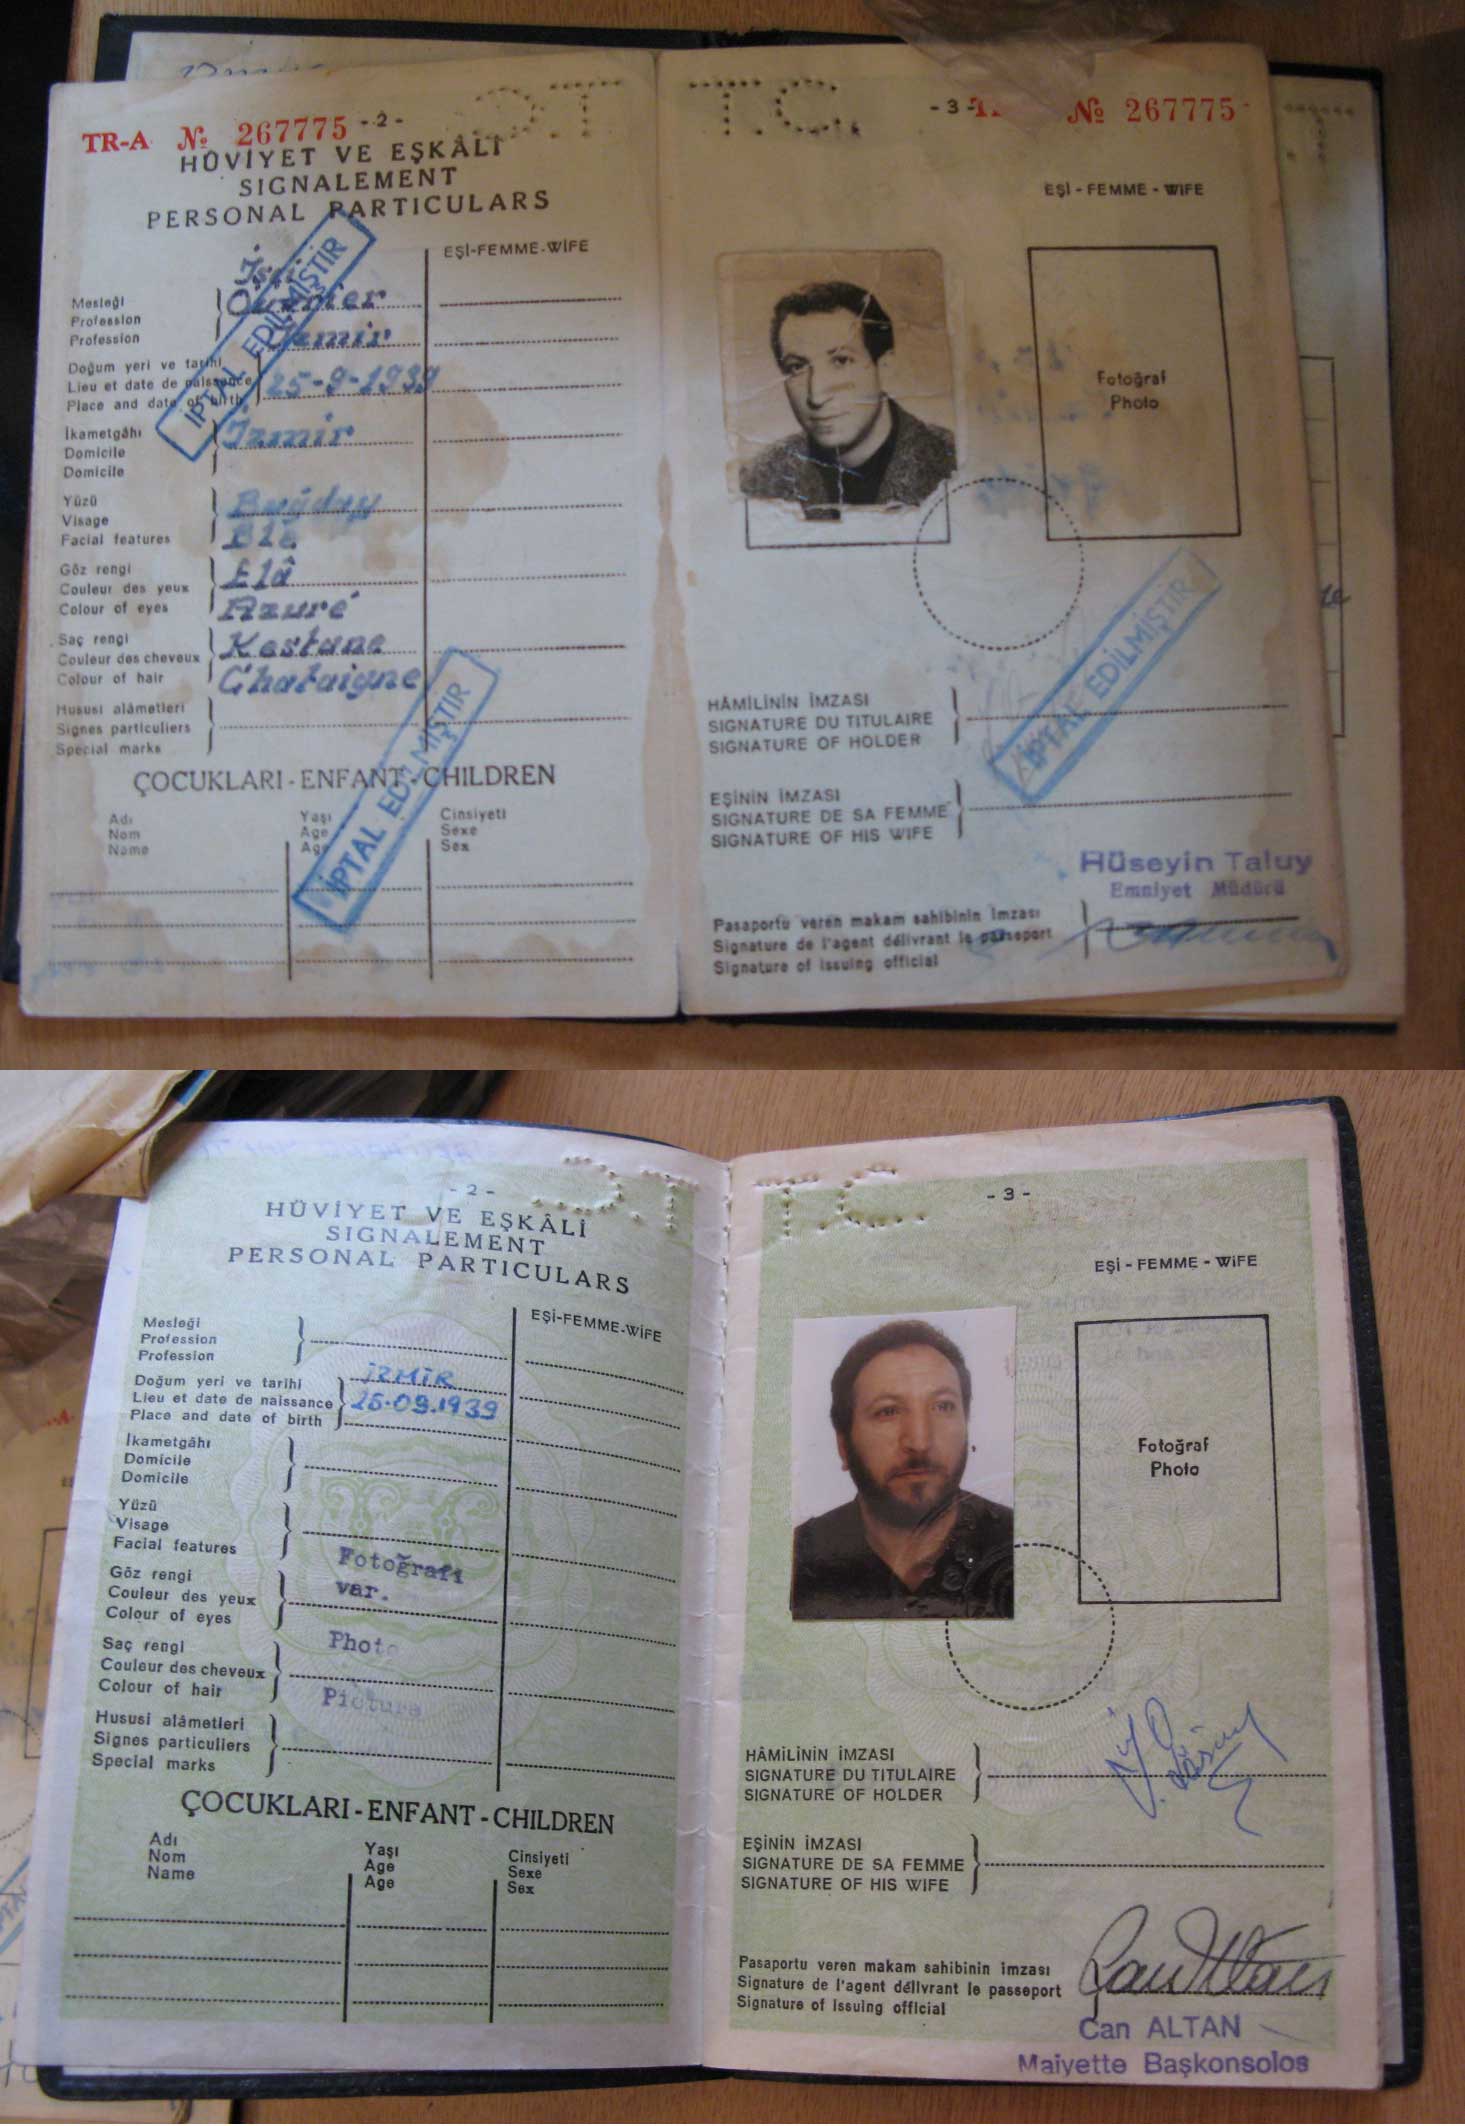 TR-A № 267775 - 2 -
HÜVİYET VE EŞKÂLİ
SIGNALEMENT
PERSONAL PARTICULARS
EŞİ-FEMME-WİFE
İşçi
Mesleği
Profession
Profession
Ouvrier
İzmir
Doğum yeri ve tarihi
Lieu et date de naissance
Place and date of birth
25-9-1939
İkametgâhı
Domicile
Domicile
İzmir
Yüzü
Visage
Facial features
Buğday
Blé
Göz rengi
Couleur des yeux
Colour of eyes
Elâ
Azuré
Saç rengi
Couleur des cheveux
Colour of hair
Kestane
Chataigne
Hususi alâmetleri
Signes particuliers
Special marks
ÇOCUKLARI-ENFANT-CHILDREN
Adı
Nom
Name
Yaşı
Age
Age
Cinsiyeti
Sexe
Sex
İPTAL EDİLMİŞTİR
İPTAL EDİLMİŞTİR
T.C.
- 3 -
№ 267775
EŞİ - FEMME - WİFE
Fotoğraf
Photo
HÂMİLİNİN İMZASI
SIGNATURE DU TITULAIRE
SIGNATURE OF HOLDER
İPTAL EDİLMİŞTİR
EŞİNİN İMZASI
SIGNATURE DE SA FEMME
SIGNATURE OF HIS WIFE
Hüseyin Taluy
Emniyet Müdürü
Pasaportu veren makam sahibinin imzası
Signature de l'agent délivrant le passeport
Signature of issuing official
- 2 -
HÜVİYET VE EŞKÂLİ
SIGNALEMENT
PERSONAL PARTICULARS
EŞİ-FEMME-WİFE
Mesleği
Profession
Profession
Doğum yeri ve tarihi
Lieu et date de naissance
Place and date of birth
İZMİR
25.09.1939
İkametgâhı
Domicile
Domicile
Yüzü
Visage
Facial features
Fotoğrafı
var.
Göz rengi
Couleur des yeux
Colour of eyes
Photo
Saç rengi
Couleur des cheveux
Colour of hair
Picture
Hususi alâmetleri
Signes particuliers
Special marks
ÇOCUKLARI-ENFANT-CHILDREN
Adı
Nom
Name
Yaşı
Age
Age
Cinsiyeti
Sexe
Sex
T.C.
- 3 -
EŞİ - FEMME - WİFE
Fotoğraf
Photo
HÂMİLİNİN İMZASI
SIGNATURE DU TITULAIRE
SIGNATURE OF HOLDER
EŞİNİN İMZASI
SIGNATURE DE SA FEMME
SIGNATURE OF HIS WIFE
Pasaportu veren makam sahibinin imzası
Signature de l'agent délivrant le passeport
Signature of issuing official
Can ALTAN
Maiyette Başkonsolos